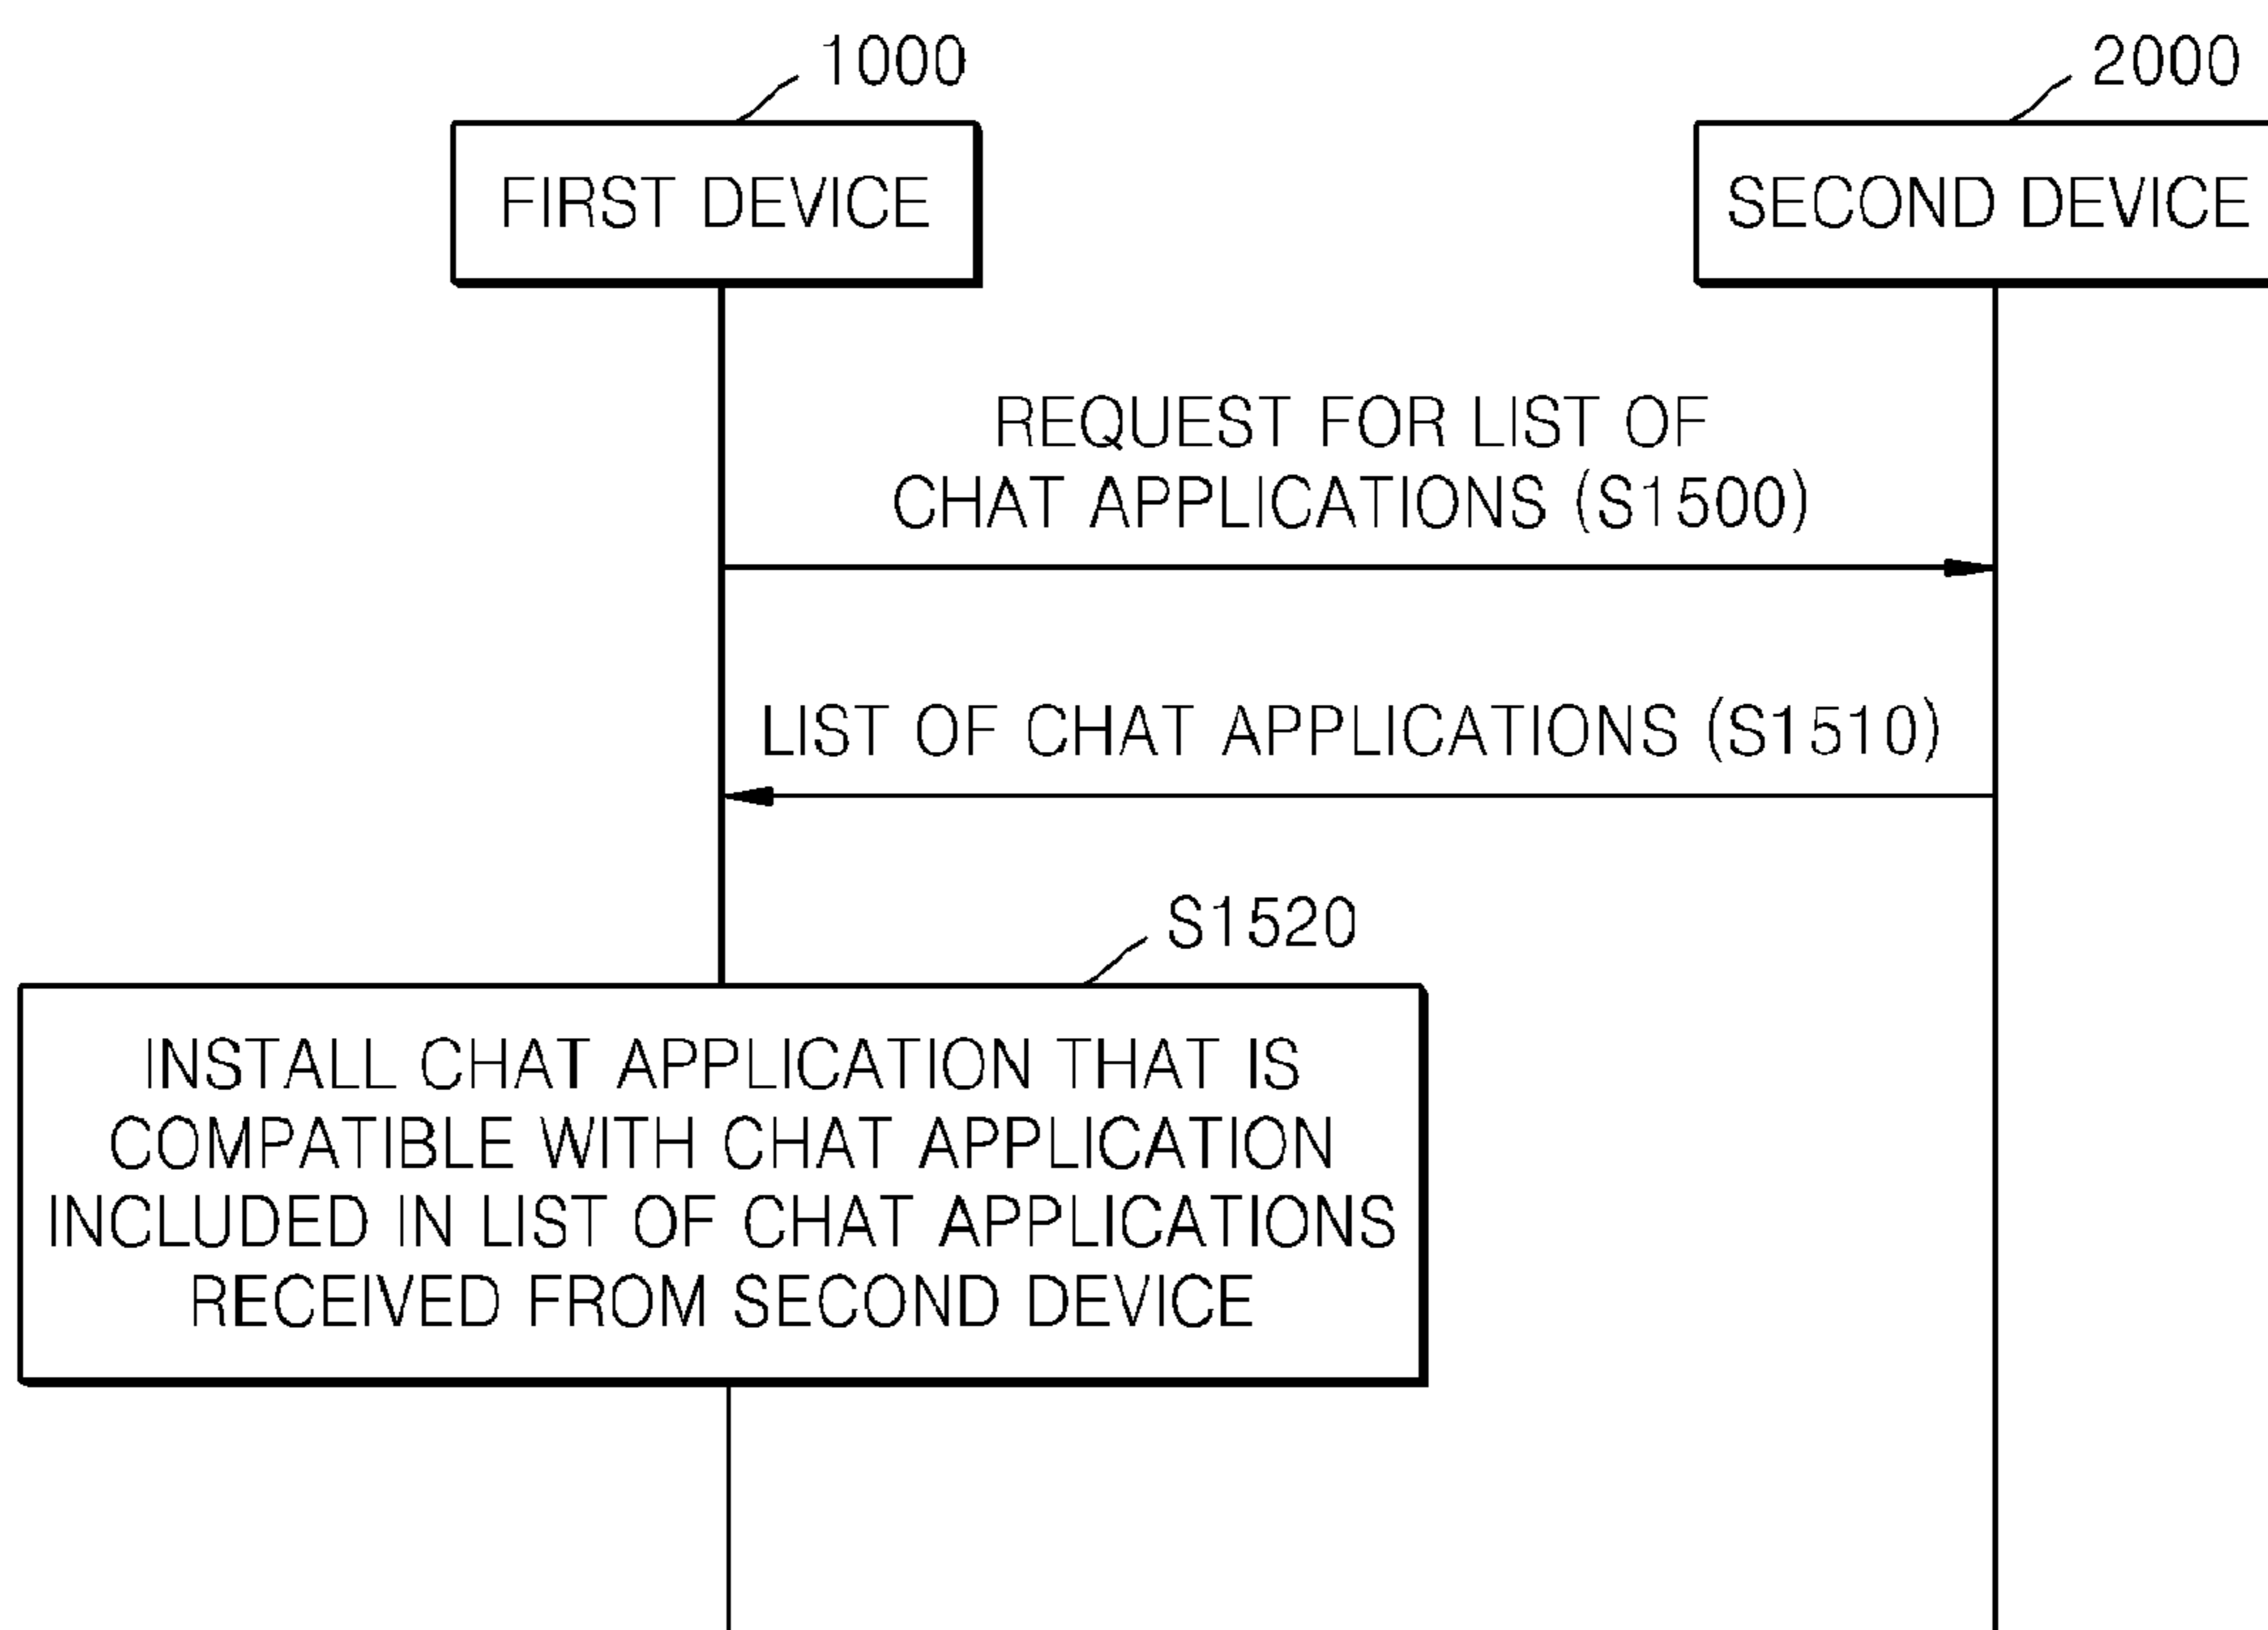 1000
2000
FIRST DEVICE
SECOND DEVICE
REQUEST FOR LIST OF
CHAT APPLICATIONS (S1500)
LIST OF CHAT APPLICATIONS (S1510)
S1520
INSTALL CHAT APPLICATION THAT IS
COMPATIBLE WITH CHAT APPLICATION
INCLUDED IN LIST OF CHAT APPLICATIONS
RECEIVED FROM SECOND DEVICE